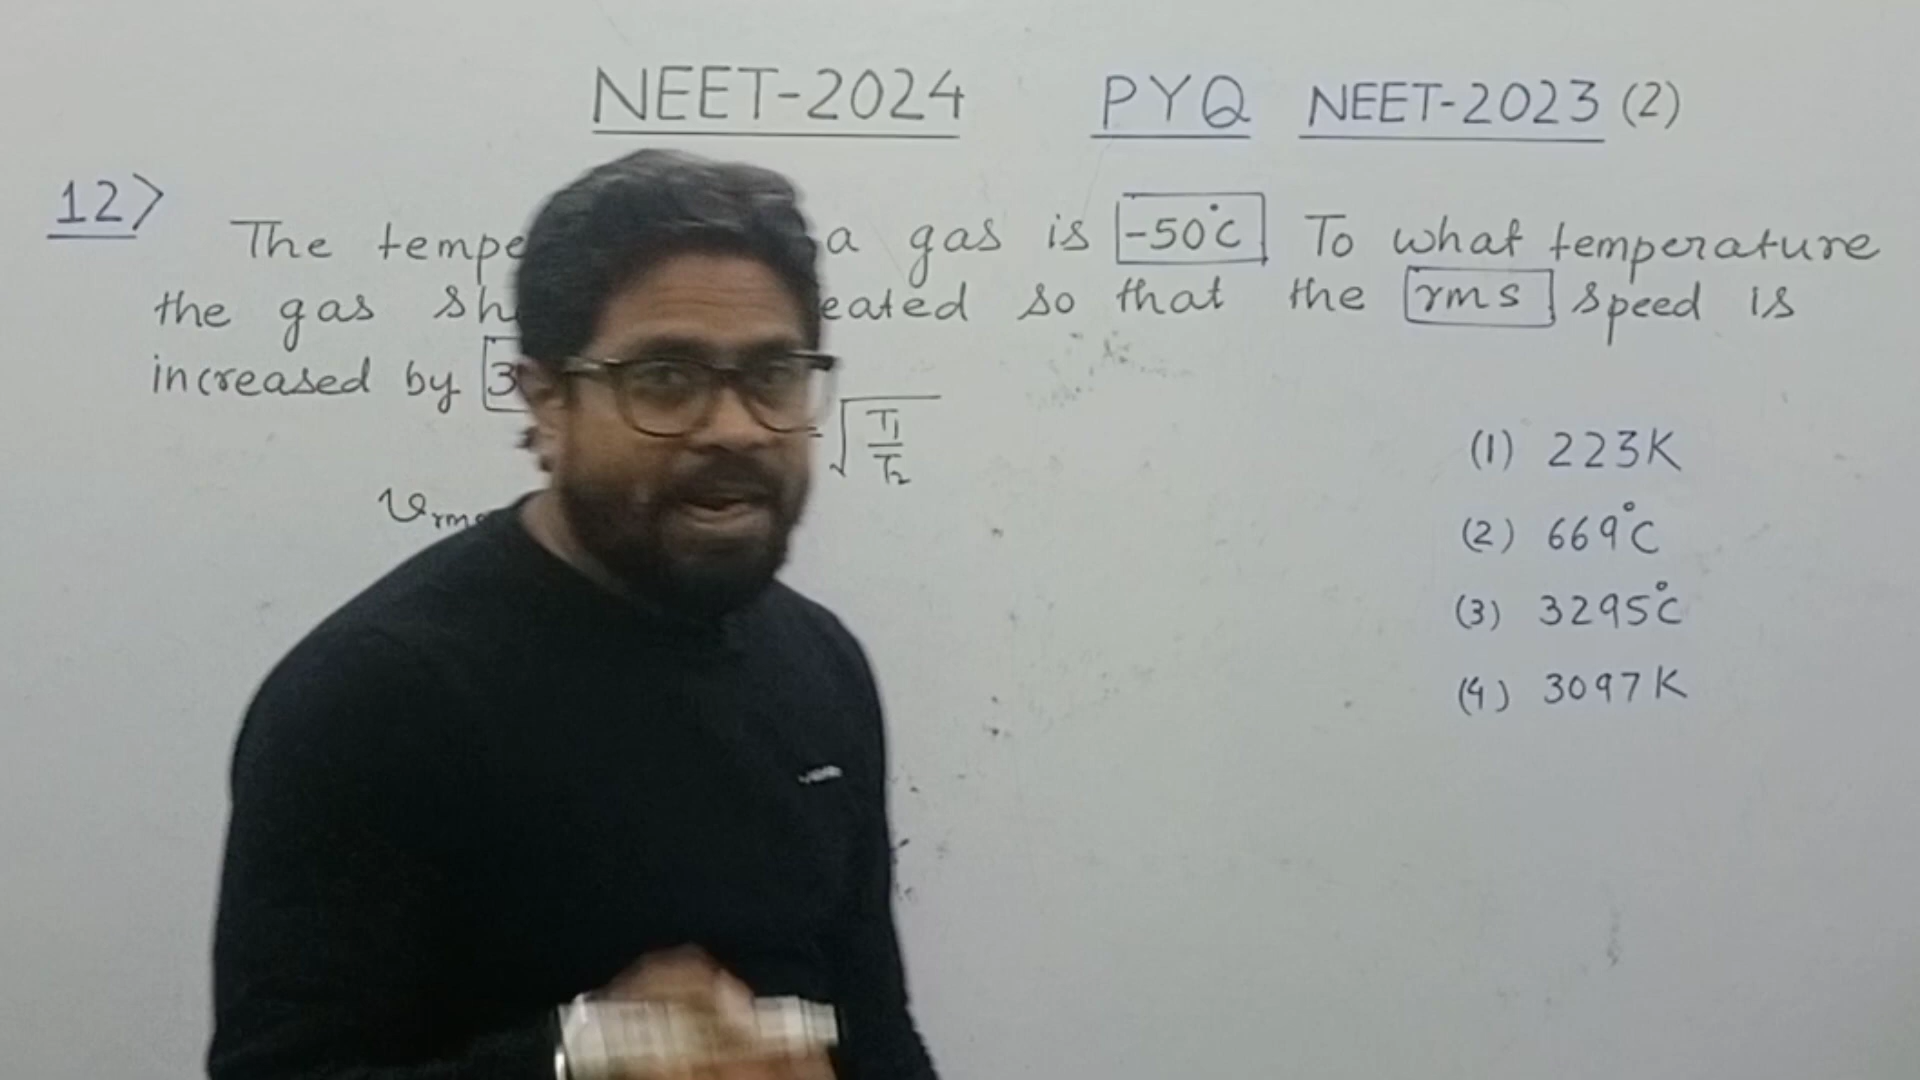 NEET-2024 PYQ NEET-2023 (2)
12> The tempe a gas is -50°C To what temperature
the gas sh eated so that the rms speed is
increased by 3
= √(T₁/T₂)
υrms
(1) 223K
(2) 669°C
(3) 3295°C
(4) 3097K